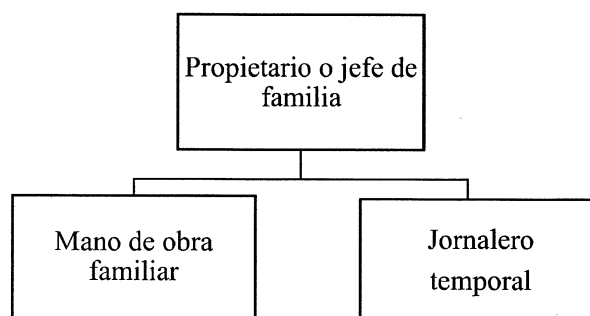 Propietario o jefe de
familia
Mano de obra
familiar
Jornalero
temporal